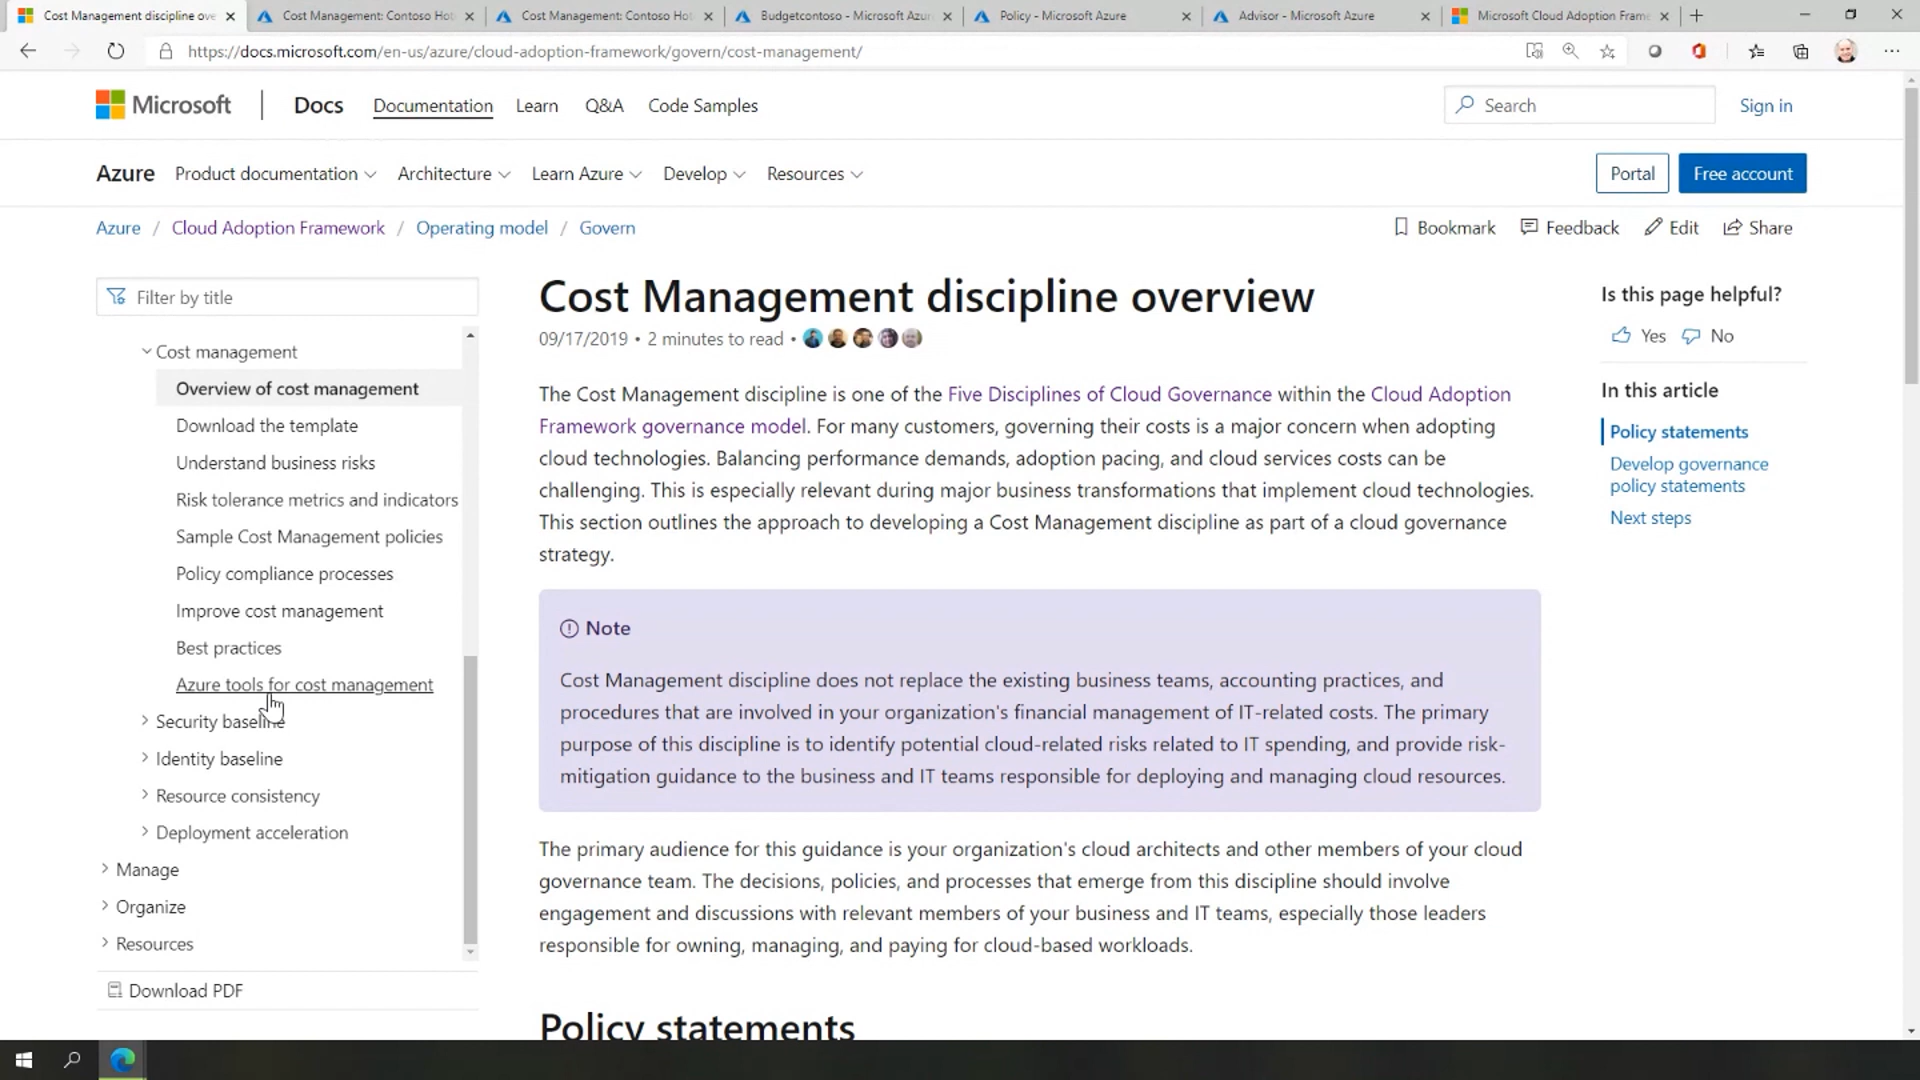 Cost Management discipline ove
Cost Management: Contoso Hot
Cost Management: Contoso Hot
Budgetcontoso - Microsoft Azur
Policy - Microsoft Azure
Advisor - Microsoft Azure
Microsoft Cloud Adoption Frame
https://docs.microsoft.com/en-us/azure/cloud-adoption-framework/govern/cost-management/
Microsoft
Docs
Documentation
Learn
Q&A
Code Samples
Search
Sign in
Azure
Product documentation
Architecture
Learn Azure
Develop
Resources
Portal
Free account
Azure / Cloud Adoption Framework / Operating model / Govern
Bookmark
Feedback
Edit
Share
Filter by title
Cost management
Overview of cost management
Download the template
Understand business risks
Risk tolerance metrics and indicators
Sample Cost Management policies
Policy compliance processes
Improve cost management
Best practices
Azure tools for cost management
Security baseline
Identity baseline
Resource consistency
Deployment acceleration
Manage
Organize
Resources
Download PDF
Cost Management discipline overview
09/17/2019 • 2 minutes to read •
The Cost Management discipline is one of the Five Disciplines of Cloud Governance within the Cloud Adoption
Framework governance model. For many customers, governing their costs is a major concern when adopting
cloud technologies. Balancing performance demands, adoption pacing, and cloud services costs can be
challenging. This is especially relevant during major business transformations that implement cloud technologies.
This section outlines the approach to developing a Cost Management discipline as part of a cloud governance
strategy.
Note
Cost Management discipline does not replace the existing business teams, accounting practices, and
procedures that are involved in your organization's financial management of IT-related costs. The primary
purpose of this discipline is to identify potential cloud-related risks related to IT spending, and provide risk-
mitigation guidance to the business and IT teams responsible for deploying and managing cloud resources.
The primary audience for this guidance is your organization's cloud architects and other members of your cloud
governance team. The decisions, policies, and processes that emerge from this discipline should involve
engagement and discussions with relevant members of your business and IT teams, especially those leaders
responsible for owning, managing, and paying for cloud-based workloads.
Policy statements
Is this page helpful?
Yes
No
In this article
Policy statements
Develop governance
policy statements
Next steps